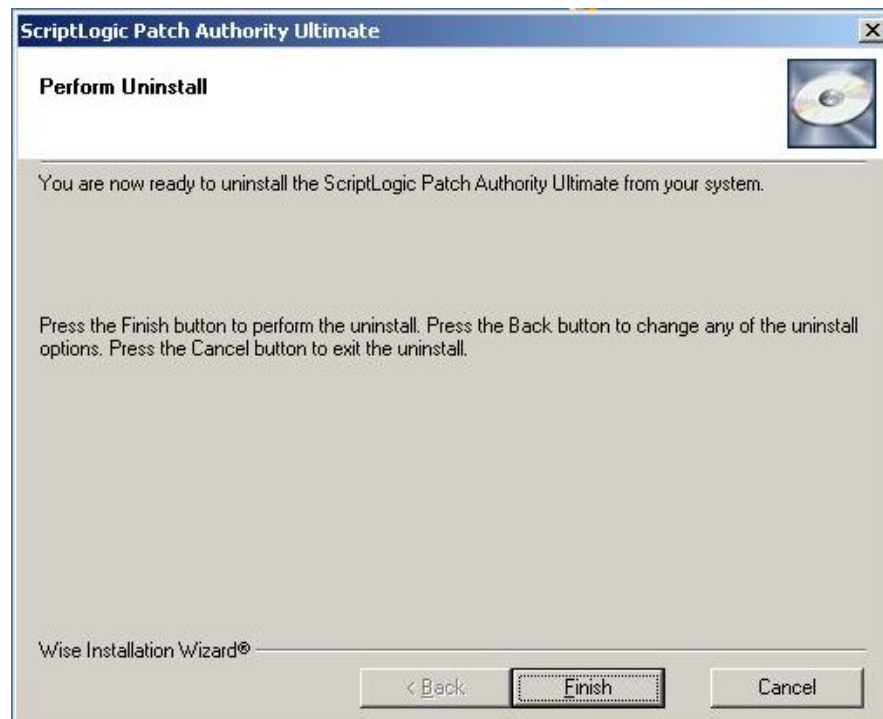 ScriptLogic Patch Authority Ultimate
Perform Uninstall
You are now ready to uninstall the ScriptLogic Patch Authority Ultimate from your system.
Press the Finish button to perform the uninstall. Press the Back button to change any of the uninstall
options. Press the Cancel button to exit the uninstall.
Wise Installation Wizard®
< Back
Finish
Cancel